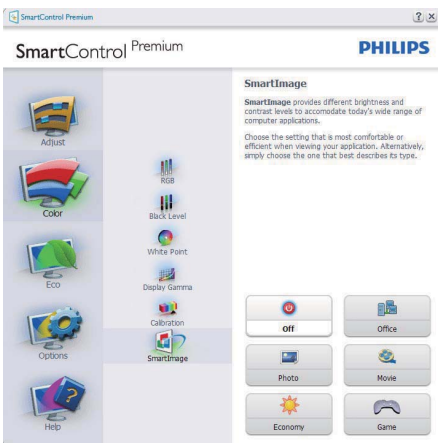 SmartControl Premium
SmartControl Premium
PHILIPS
Adjust
Color
Eco
Options
Help
RGB
Black Level
White Point
Display Gamma
Calibration
SmartImage
SmartImage
SmartImage provides different brightness and
contrast levels to accomodate today's wide range of
computer applications.
Choose the setting that is most comfortable or
efficient when viewing your application. Alternatively,
simply choose the one that best describes its type.
Off
Office
Photo
Movie
Economy
Game